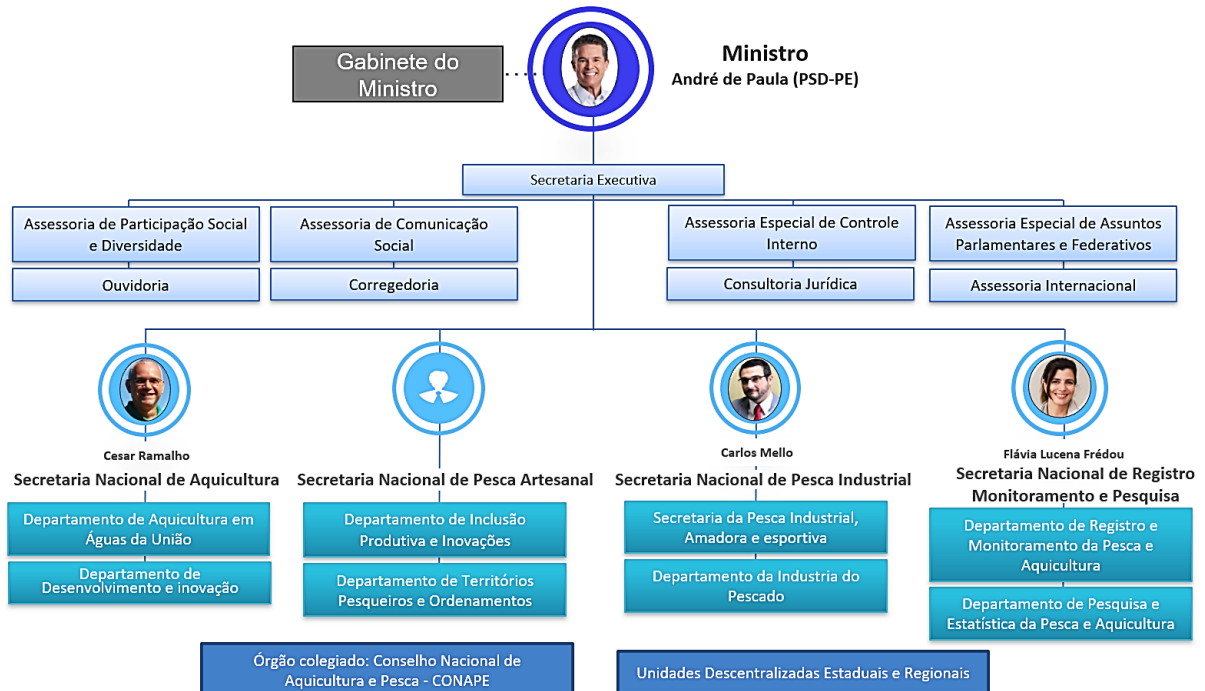 Gabinete do
Ministro
Ministro
André de Paula (PSD-PE)
Secretaria Executiva
Assessoria de Participação Social
e Diversidade
Assessoria de Comunicação
Social
Assessoria Especial de Controle
Interno
Assessoria Especial de Assuntos
Parlamentares e Federativos
Ouvidoria
Corregedoria
Consultoria Jurídica
Assessoria Internacional
Cesar Ramalho
Secretaria Nacional de Aquicultura
Departamento de Aquicultura em
Águas da União
Departamento de
Desenvolvimento e inovação
Secretaria Nacional de Pesca Artesanal
Departamento de Inclusão
Produtiva e Inovações
Departamento de Territórios
Pesqueiros e Ordenamentos
Carlos Mello
Secretaria Nacional de Pesca Industrial
Secretaria da Pesca Industrial,
Amadora e esportiva
Departamento da Industria do
Pescado
Flávia Lucena Frédou
Secretaria Nacional de Registro
Monitoramento e Pesquisa
Departamento de Registro e
Monitoramento da Pesca e
Aquicultura
Departamento de Pesquisa e
Estatística da Pesca e Aquicultura
Órgão colegiado: Conselho Nacional de
Aquicultura e Pesca - CONAPE
Unidades Descentralizadas Estaduais e Regionais